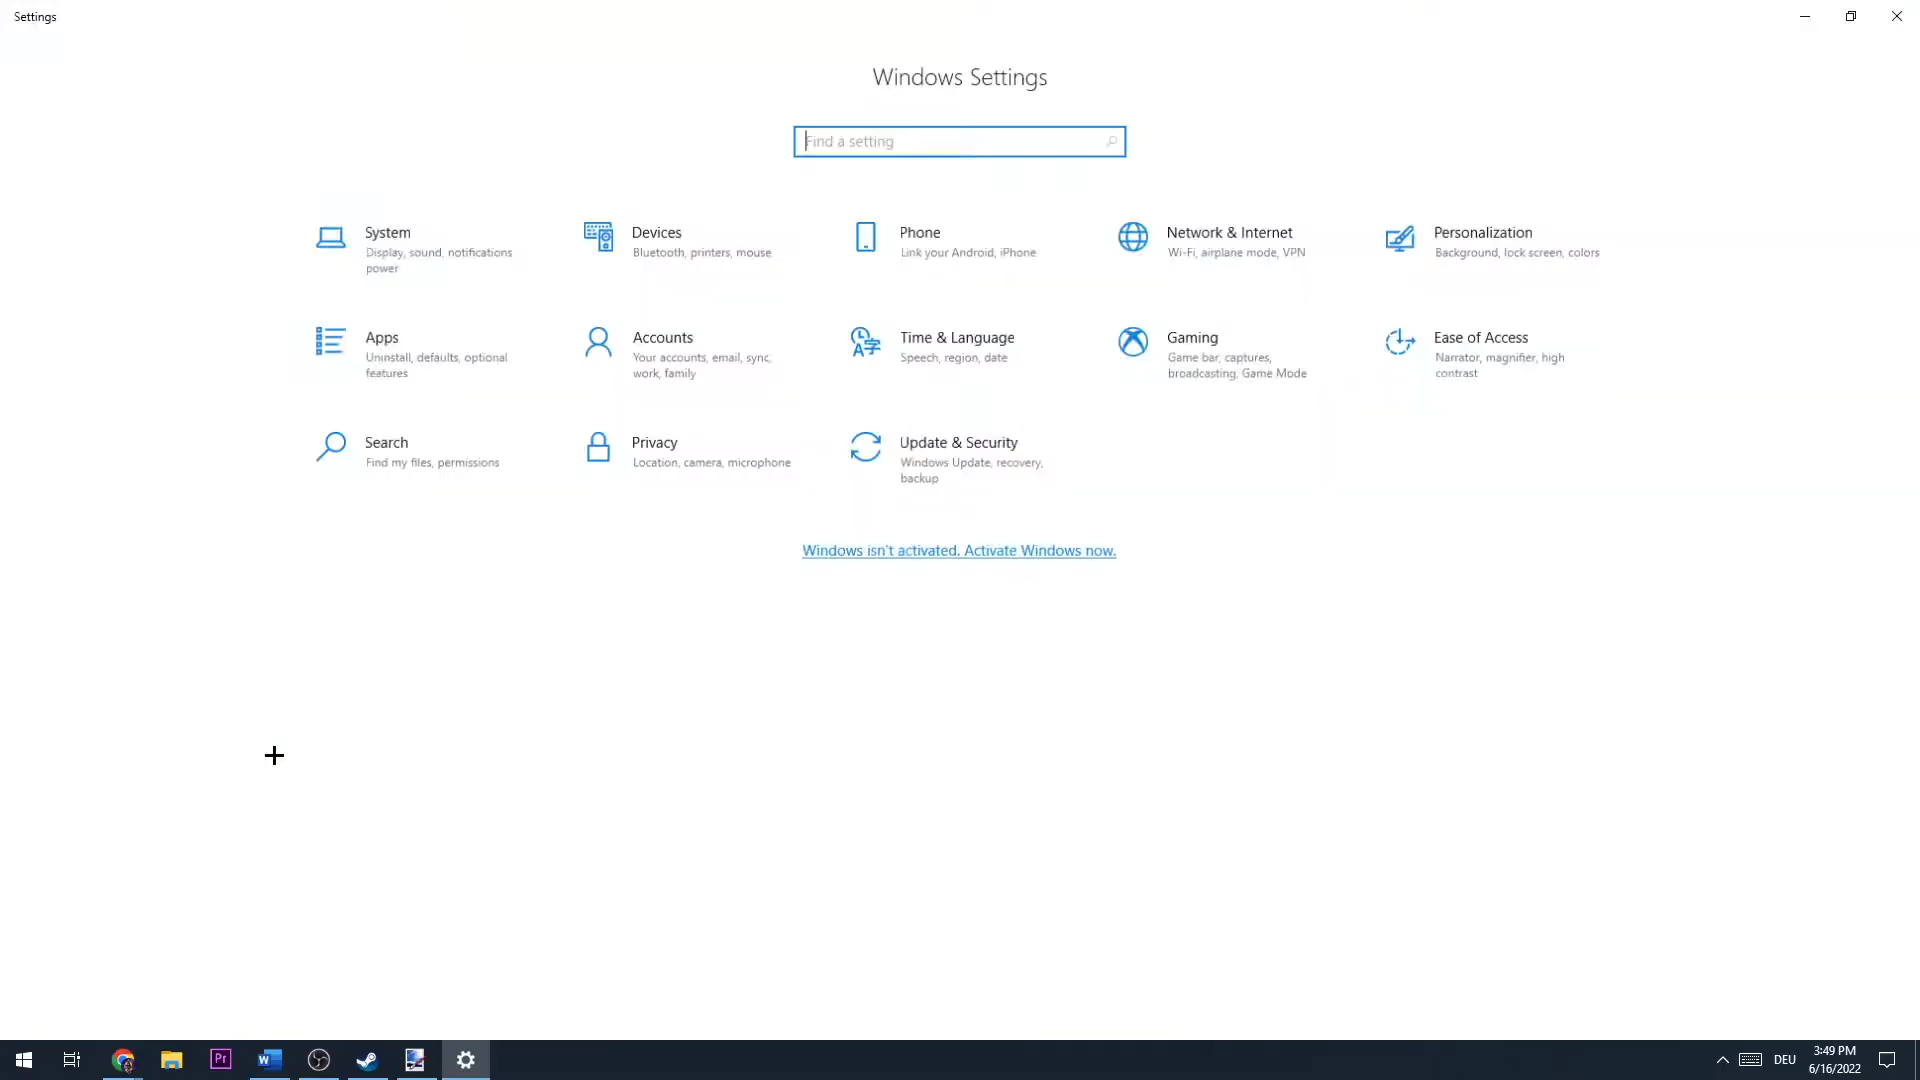 Settings
Windows Settings
Find a setting
System
Display, sound, notifications
power
Devices
Bluetooth, printers, mouse
Phone
Link your Android, iPhone
Network & Internet
Wi-Fi, airplane mode, VPN
Personalization
Background, lock screen, colors
Apps
Uninstall, defaults, optional
features
Accounts
Your accounts, email, sync,
work, family
Time & Language
Speech, region, date
Gaming
Game bar, captures,
broadcasting, Game Mode
Ease of Access
Narrator, magnifier, high
contrast
Search
Find my files, permissions
Privacy
Location, camera, microphone
Update & Security
Windows Update, recovery,
backup
Windows isn't activated. Activate Windows now.
Pr
W
DEU
3:49 PM
6/16/2022